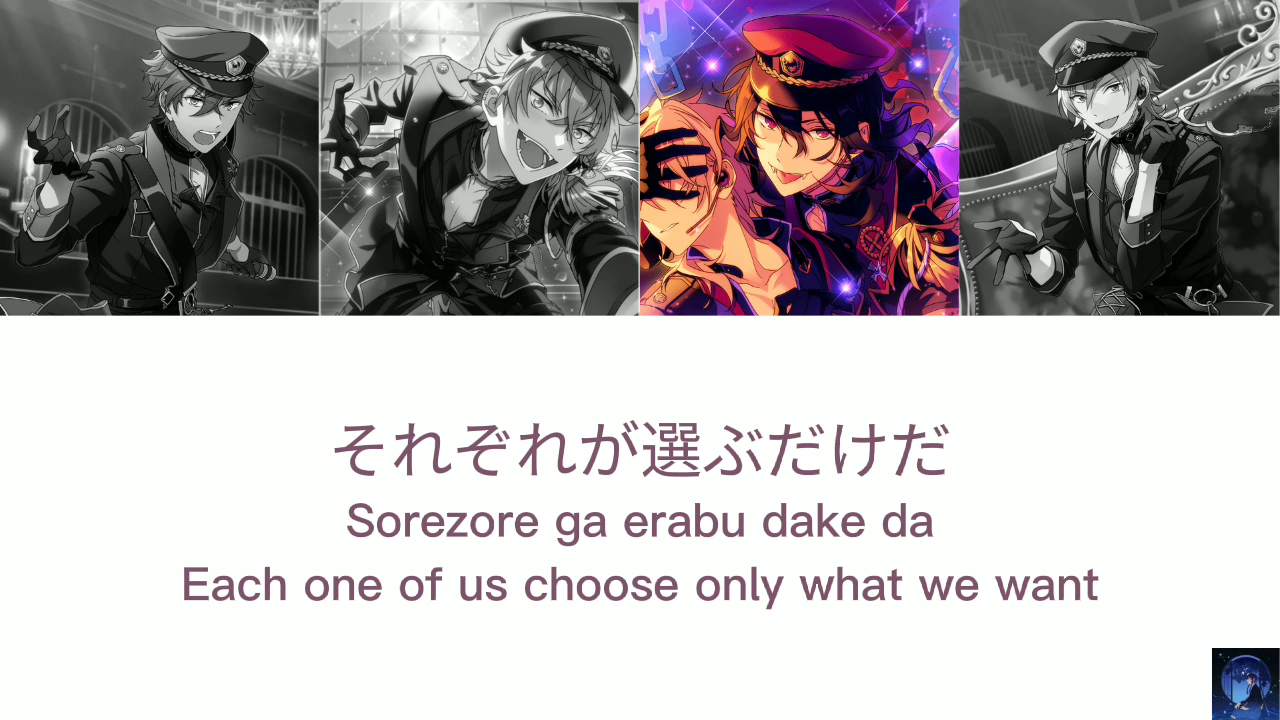 それぞれが選ぶだけだ
Sorezore ga erabu dake da
Each one of us choose only what we want